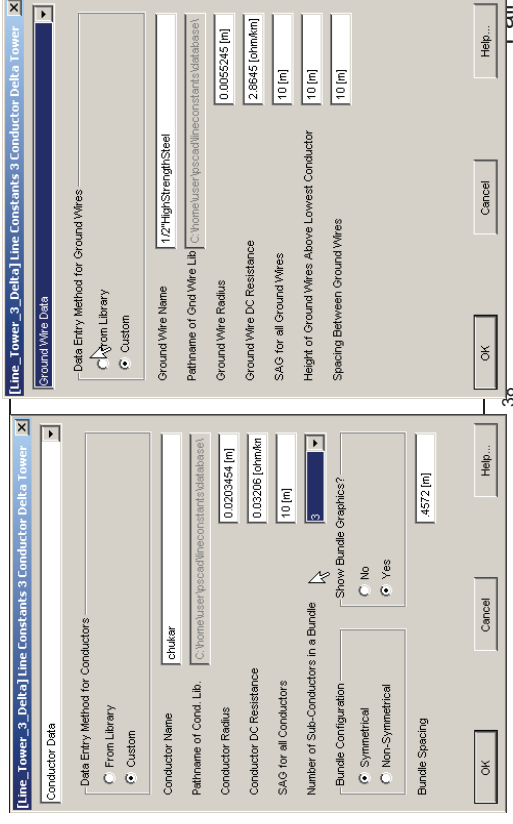 [Line_Tower_3_Delta] Line Constants 3 Conductor Delta Tower
Conductor Data
Data Entry Method for Conductors
From Library
Custom
Conductor Name
chukar
Pathname of Cond. Lib.
C:\home\user\pscad\lineconstants\database\
Conductor Radius
0.0203454 [m]
Conductor DC Resistance
0.03206 [ohm/kn
SAG for all Conductors
10 [m]
Number of Sub-Conductors in a Bundle
3
Bundle Configuration
Symmetrical
Non-Symmetrical
Show Bundle Graphics?
No
Yes
Bundle Spacing
.4572 [m]
OK
Cancel
Help...
[Line_Tower_3_Delta] Line Constants 3 Conductor Delta Tower
Ground Wire Data
Data Entry Method for Ground Wires
From Library
Custom
Ground Wire Name
1/2"HighStrengthSteel
Pathname of Gnd Wire Lib
C:\home\user\pscad\lineconstants\database\
Ground Wire Radius
0.0055245 [m]
Ground Wire DC Resistance
2.8645 [ohm/km]
SAG for all Ground Wires
10 [m]
Height of Ground Wires Above Lowest Conductor
10 [m]
Spacing Between Ground Wires
10 [m]
OK
Cancel
Help...